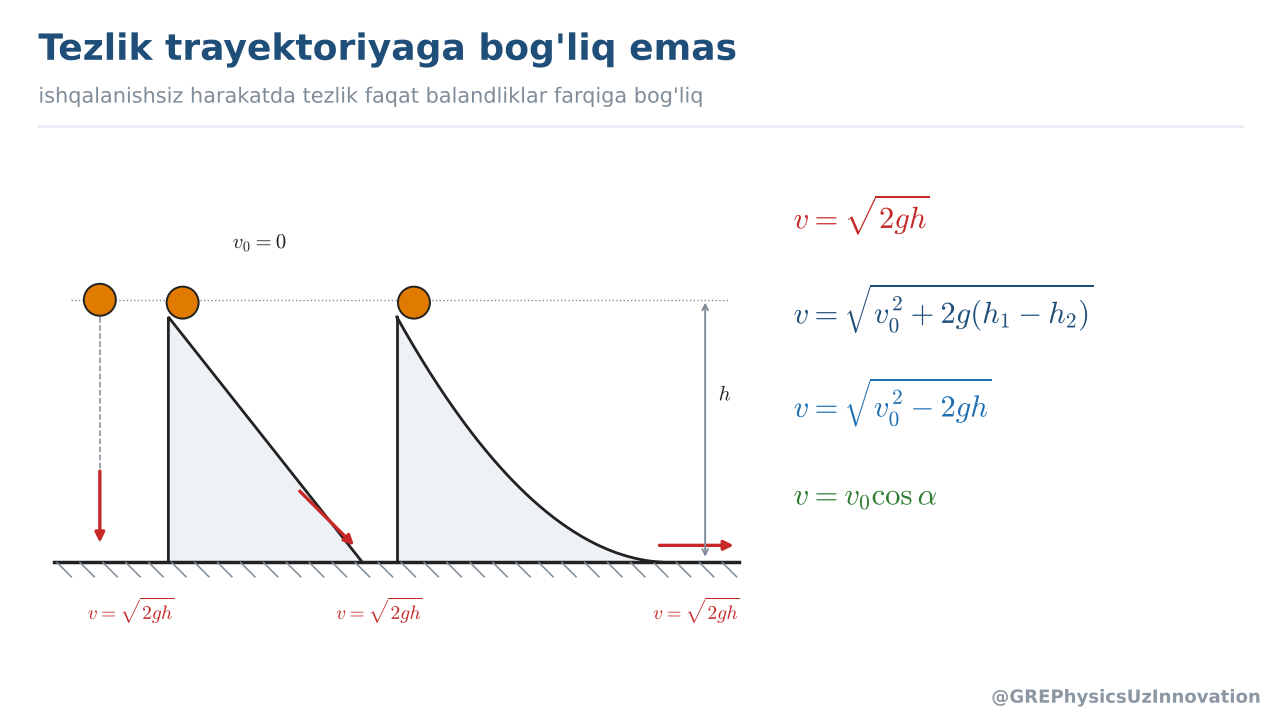 Tezlik trayektoriyaga bog'liq emas
ishqalanishsiz harakatda tezlik faqat balandliklar farqiga bog'liq
v₀ = 0
h
v = √2gh
v = √2gh
v = √2gh
v = √2gh
v = √v₀² + 2g(h₁ − h₂)
v = √v₀² − 2gh
v = v₀cos α
@GREPhysicsUzInnovation